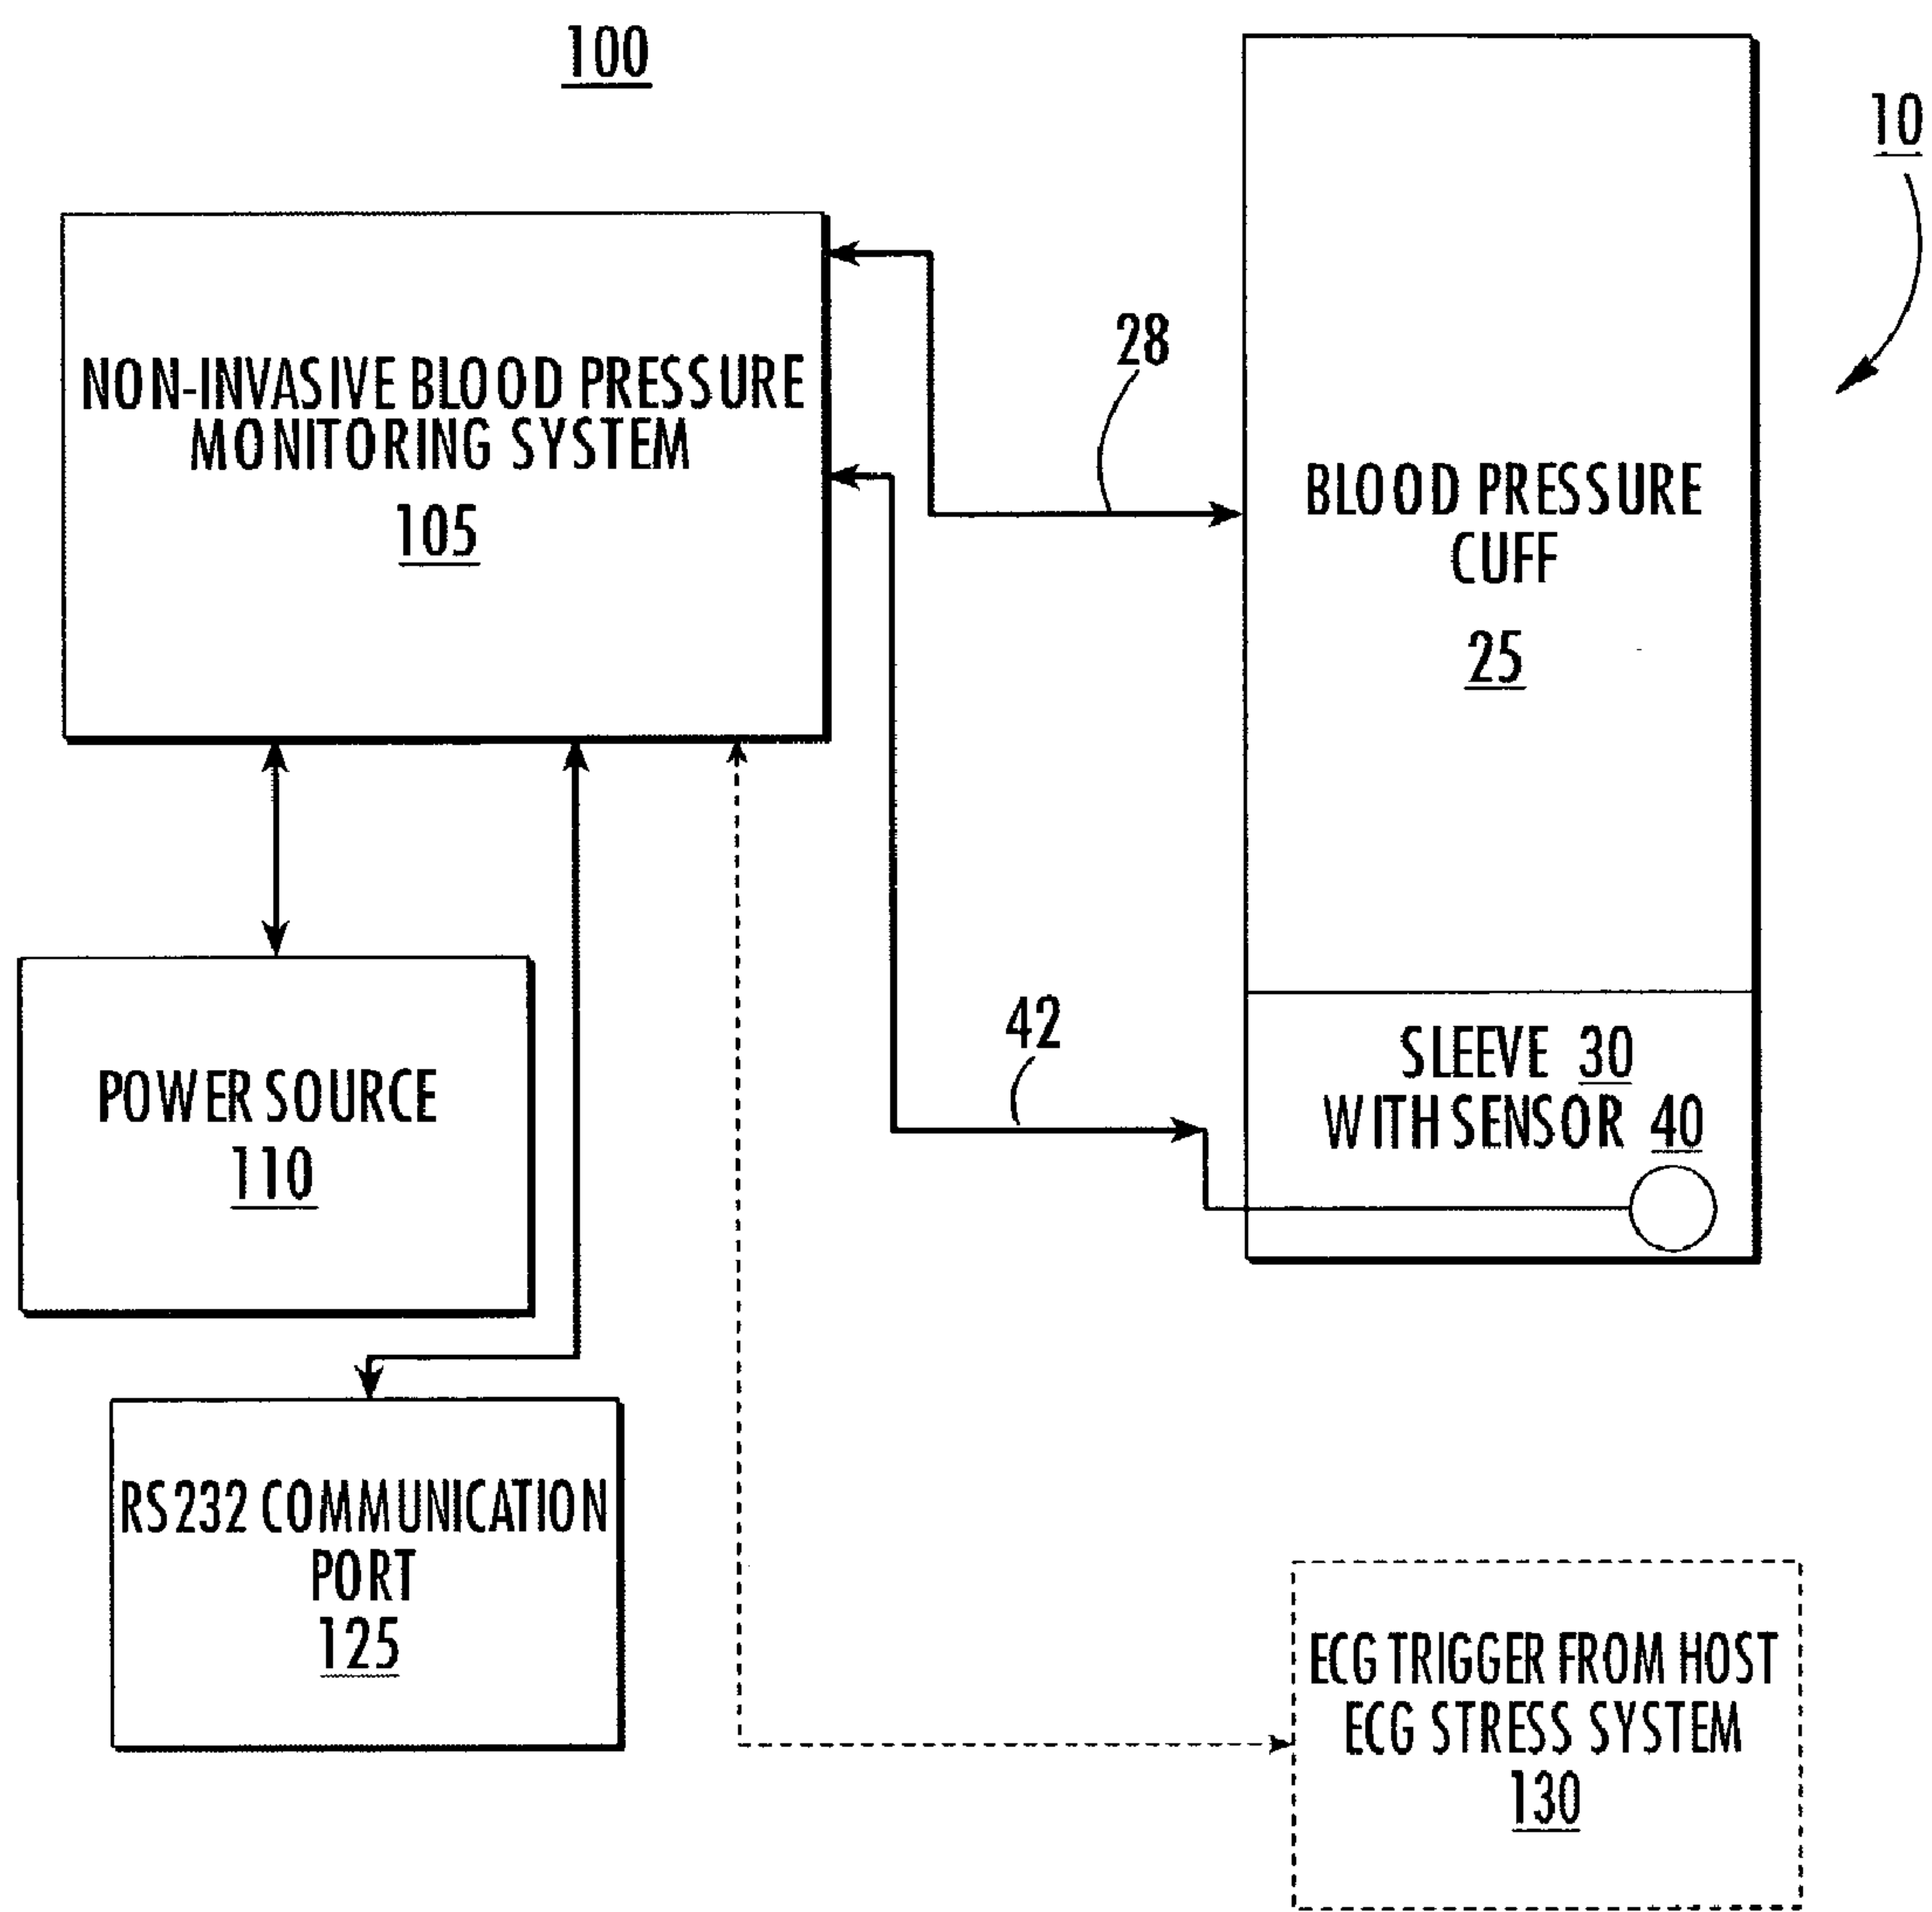 100
10
NON-INVASIVE BLOOD PRESSURE
MONITORING SYSTEM
105
28
BLOOD PRESSURE
CUFF
25
42
SLEEVE 30
WITH SENSOR 40
POWER SOURCE
110
RS232 COMMUNICATION
PORT
125
ECG TRIGGER FROM HOST
ECG STRESS SYSTEM
130